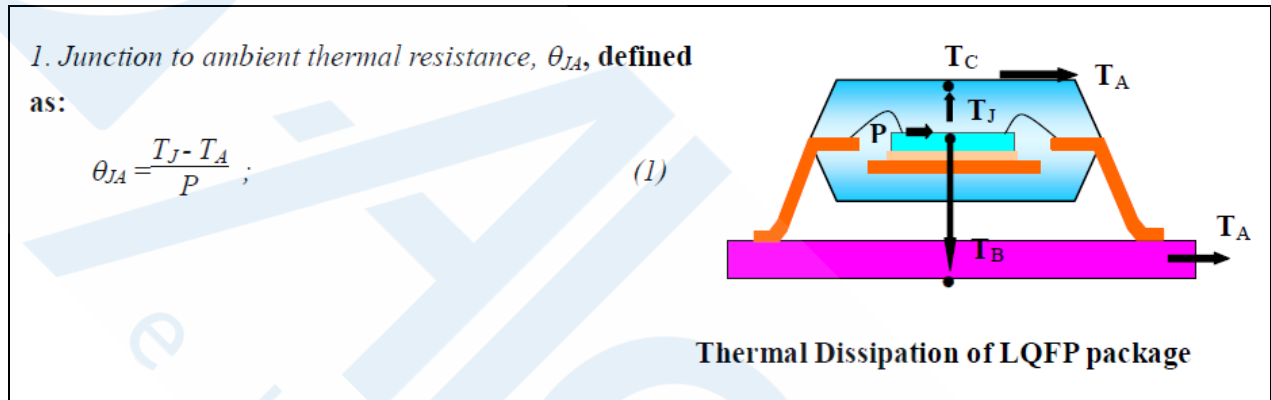 1. Junction to ambient thermal resistance, θJA, defined
as:
θJA = TJ - TA / P ; (1)
TC
TA
TJ
P
TA
TB
Thermal Dissipation of LQFP package